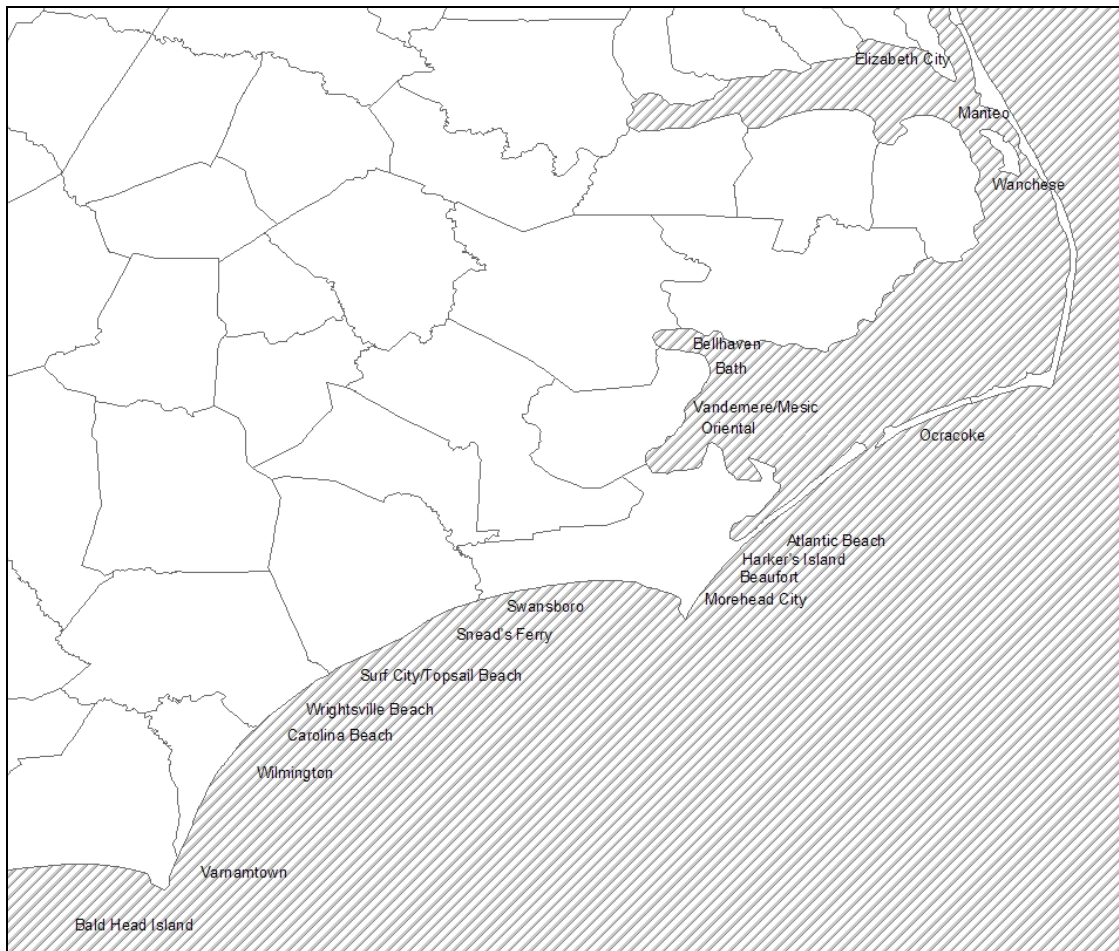 Elizabeth City
Manteo
Wanchese
Bellhaven
Bath
Vandemere/Mesic
Oriental
Ocracoke
Atlantic Beach
Harker's Island
Beaufort
Morehead City
Swansboro
Snead's Ferry
Surf City/Topsail Beach
Wrightsville Beach
Carolina Beach
Wilmington
Varnamtown
Bald Head Island